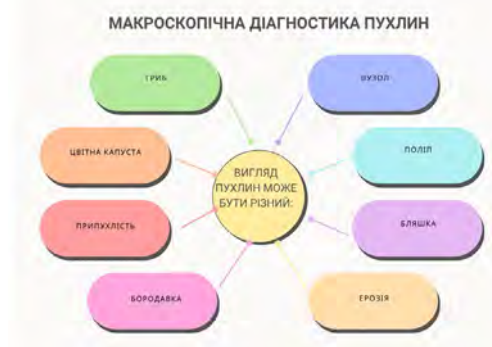 МАКРОСКОПІЧНА ДІАГНОСТИКА ПУХЛИН
ГРИБ
ВУЗОЛ
ЦВІТНА КАПУСТА
ПОЛІП
ВИГЛЯД
ПУХЛИН МОЖЕ
БУТИ РІЗНИЙ:
ПРИПУХЛІСТЬ
БЛЯШКА
БОРОДАВКА
ЕРОЗІЯ